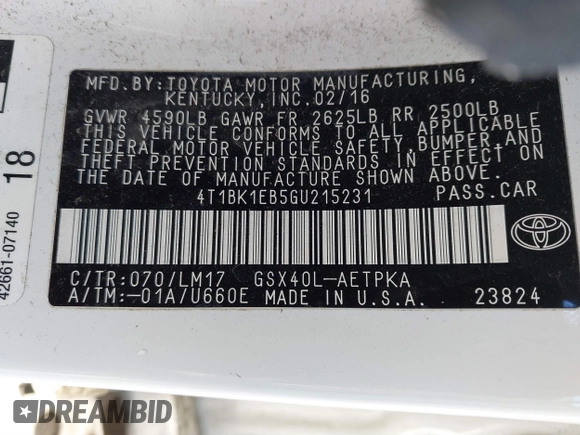 MFD.BY:TOYOTA MOTOR MANUFACTURING,
KENTUCKY,INC.02/16
GVWR 4590LB GAWR FR 2625LB RR 2500LB
THIS VEHICLE CONFORMS TO ALL APPLICABLE
FEDERAL MOTOR VEHICLE SAFETY,BUMPER,AND
THEFT PREVENTION STANDARDS IN EFFECT ON
THE DATE OF MANUFACTURE SHOWN ABOVE.
4T1BK1EB5GU215231 PASS.CAR
C/TR:070/LM17 GSX40L-AETPKA
A/TM:-01A/U660E MADE IN U.S.A. 23824
42661-07140
18
DREAMBID